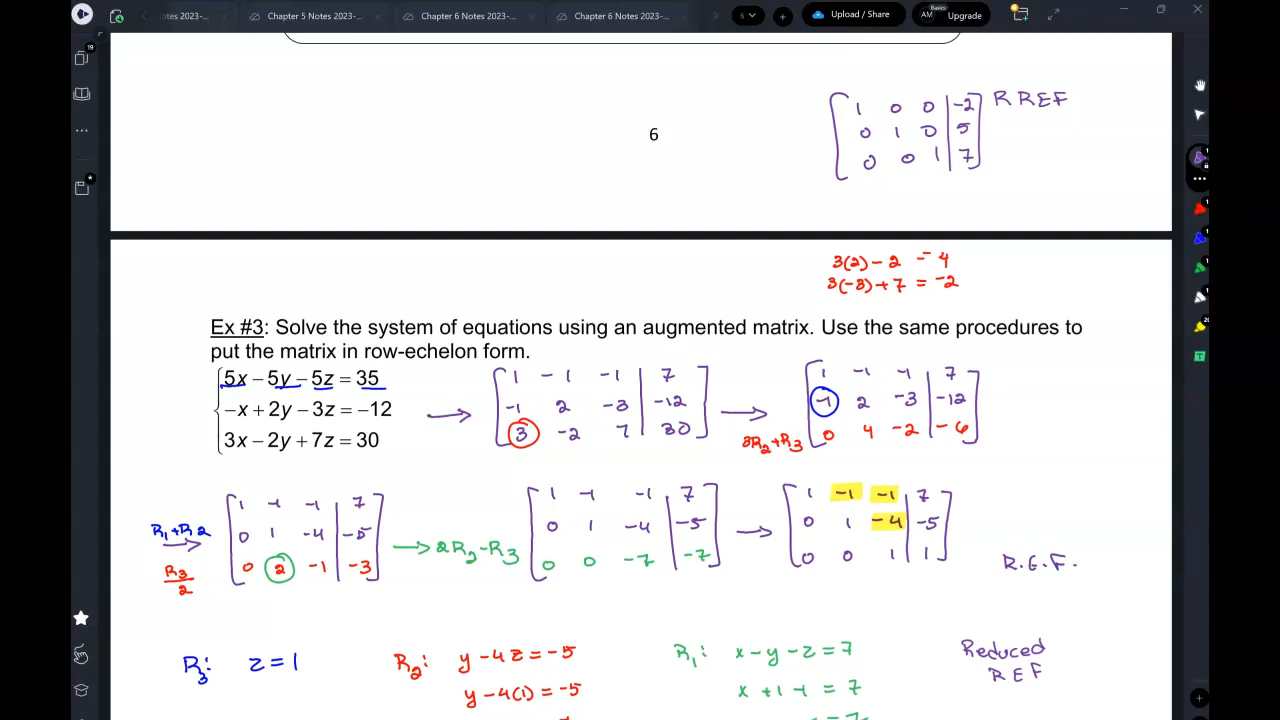 otes 2023-...
Chapter 5 Notes 2023-...
Chapter 6 Notes 2023-...
Chapter 6 Notes 2023-...
6
Upload / Share
AM
Basics
Upgrade
19
6
1 0 0 | -2
0 1 0 | 5
0 0 1 | 7
R REF
3(2) - 2 = 4
3(-3) + 7 = -2
Ex #3: Solve the system of equations using an augmented matrix. Use the same procedures to
put the matrix in row-echelon form.
5x − 5y − 5z = 35
−x + 2y − 3z = −12
3x − 2y + 7z = 30
→
1 -1 -1 | 7
-1 2 -3 | -12
3 -2 7 | 30
→
3R₂+R₃
1 -1 -1 | 7
-1 2 -3 | -12
0 4 -2 | -6
R₁+R₂
→
R₃/2
1 -1 -1 | 7
0 1 -4 | -5
0 2 -1 | -3
→ 2R₂-R₃
1 -1 -1 | 7
0 1 -4 | -5
0 0 -7 | -7
→
1 -1 -1 | 7
0 1 -4 | -5
0 0 1 | 1
R.E.F.
R₃: z = 1
R₂: y - 4z = -5
y - 4(1) = -5
R₁: x - y - z = 7
x + 1 - 1 = 7
Reduced
REF